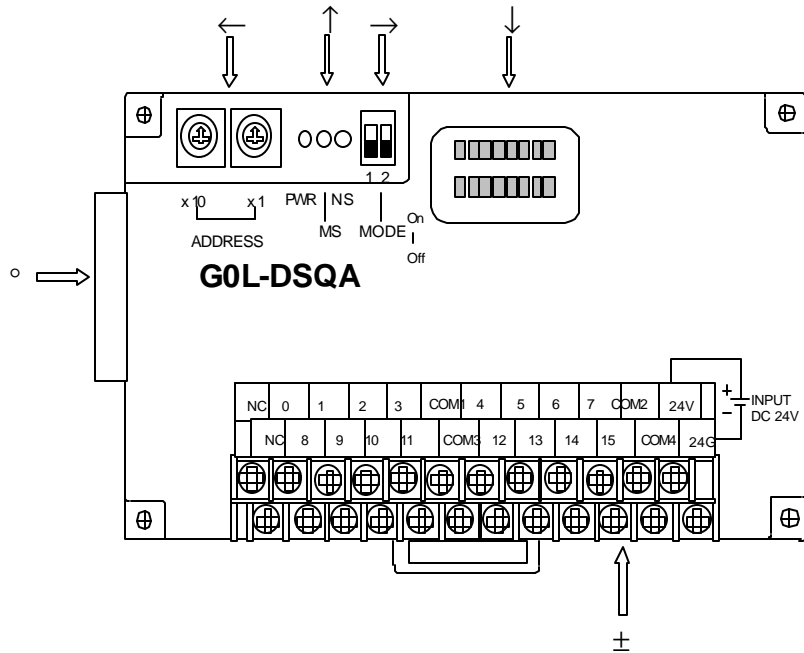 ← ↑ → ↓
1 2
x 10 x1 PWR NS
MS MODE On
ADDRESS Off
°
G0L-DSQA
NC 0 1 2 3 COM1 4 5 6 7 COM2 24V
+
− INPUT
DC 24V
NC 8 9 10 11 COM3 12 13 14 15 COM4 24G
±